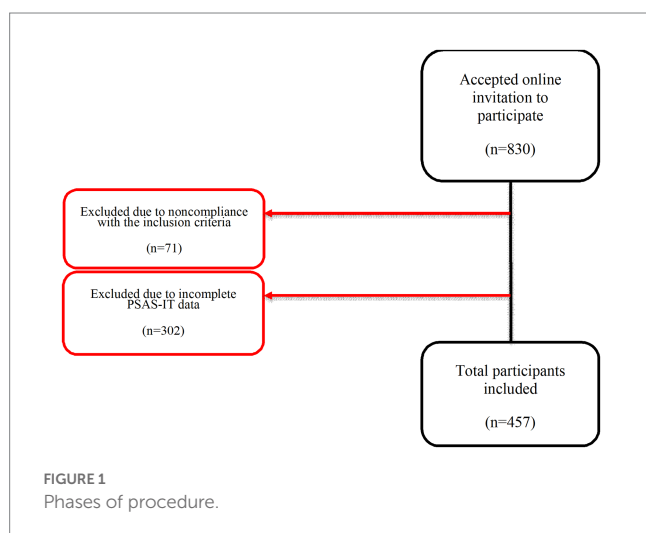 Accepted online
invitation to
participate
(n=830)
Excluded due to noncompliance
with the inclusion criteria
(n=71)
Excluded due to incomplete
PSAS-IT data
(n=302)
Total participants
included
(n=457)
FIGURE 1
Phases of procedure.